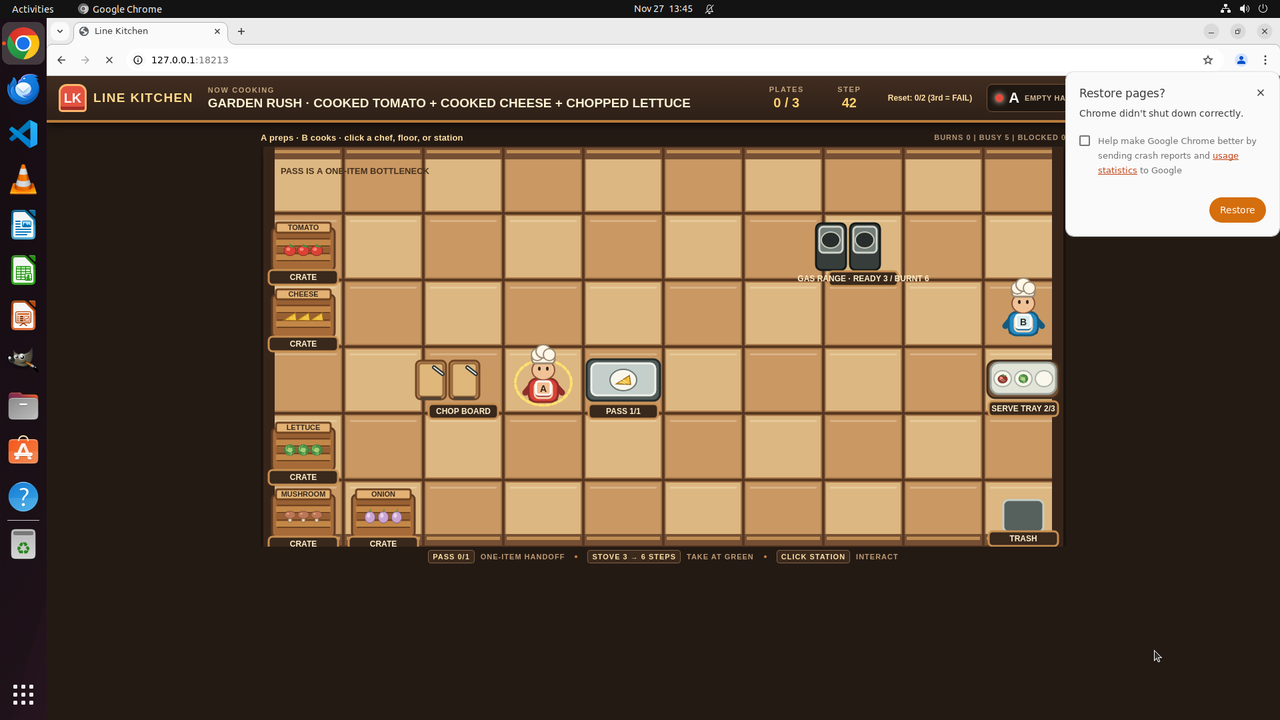 Activities
Google Chrome
Nov 27 13:45
Line Kitchen
127.0.0.1:18213
LK
LINE KITCHEN
NOW COOKING
GARDEN RUSH · COOKED TOMATO + COOKED CHEESE + CHOPPED LETTUCE
PLATES
0 / 3
STEP
42
Reset: 0/2 (3rd = FAIL)
A EMPTY HA
Restore pages?
Chrome didn't shut down correctly.
Help make Google Chrome better by
sending crash reports and usage
statistics to Google
Restore
A preps · B cooks · click a chef, floor, or station
BURNS 0 | BUSY 5 | BLOCKED 0
PASS IS A ONE-ITEM BOTTLENECK
TOMATO
CRATE
GAS RANGE · READY 3 / BURNT 6
CHEESE
CRATE
B
A
CHOP BOARD
PASS 1/1
SERVE TRAY 2/3
LETTUCE
CRATE
MUSHROOM
CRATE
ONION
CRATE
TRASH
PASS 0/1 ONE-ITEM HANDOFF • STOVE 3 → 6 STEPS TAKE AT GREEN • CLICK STATION INTERACT